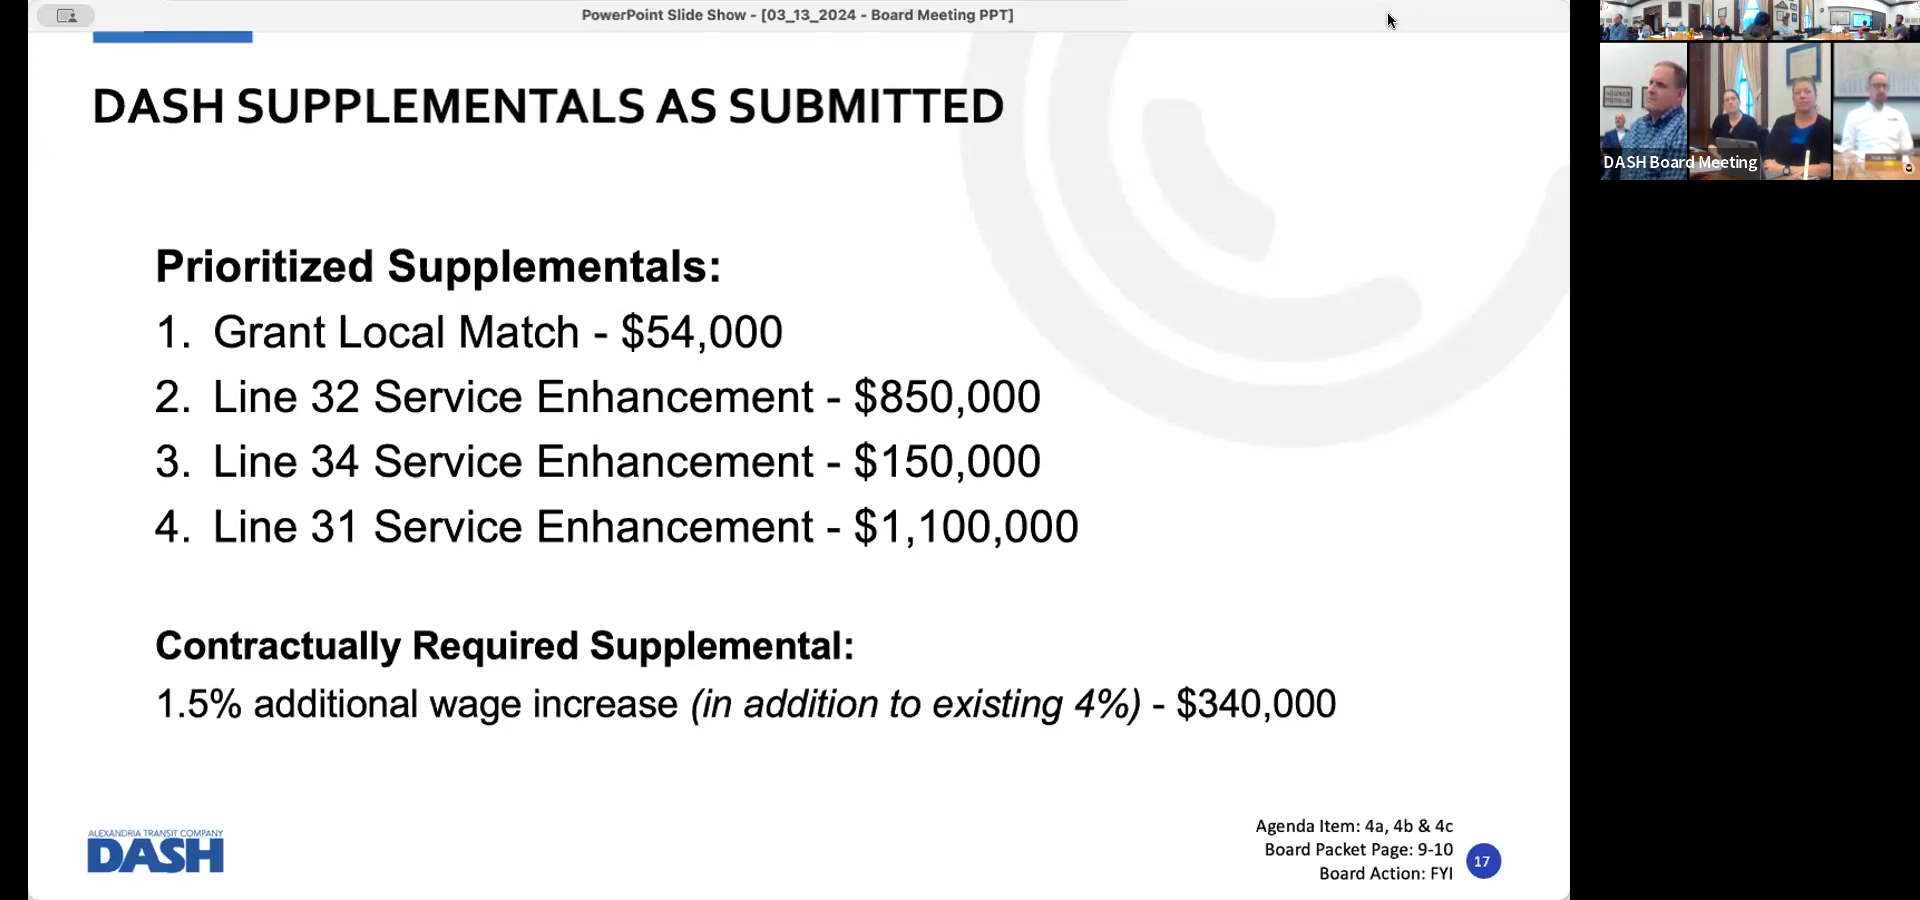 PowerPoint Slide Show - [03_13_2024 - Board Meeting PPT]
DASH SUPPLEMENTALS AS SUBMITTED
Prioritized Supplementals:
1. Grant Local Match - $54,000
2. Line 32 Service Enhancement - $850,000
3. Line 34 Service Enhancement - $150,000
4. Line 31 Service Enhancement - $1,100,000
Contractually Required Supplemental:
1.5% additional wage increase (in addition to existing 4%) - $340,000
ALEXANDRIA TRANSIT COMPANY
DASH
Agenda Item: 4a, 4b & 4c
Board Packet Page: 9-10
Board Action: FYI
17
DASH Board Meeting